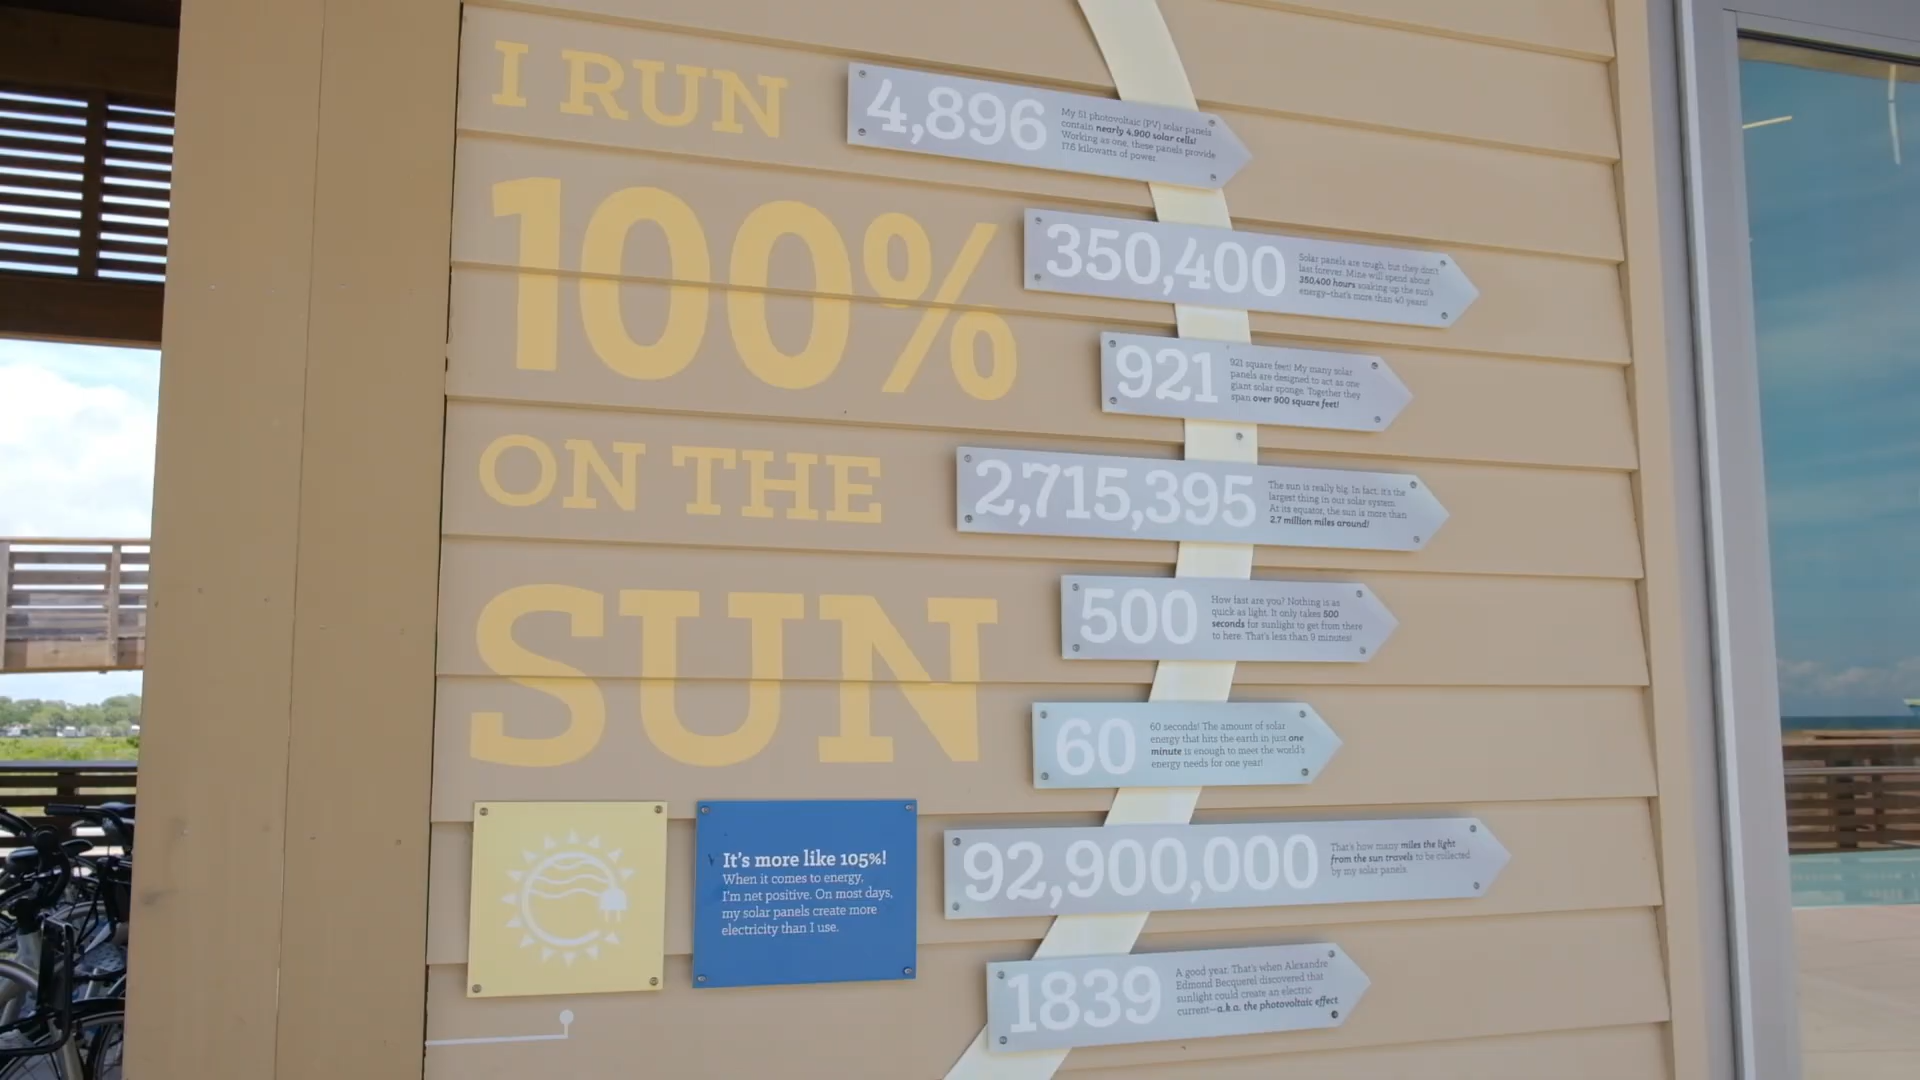 I RUN
100%
ON THE
SUN
It's more like 105%!
When it comes to energy,
I'm net positive. On most days,
my solar panels create more
electricity than I use.
4,896
My 51 photovoltaic (PV) solar panels
contain nearly 4,900 solar cells!
Working as one, these panels provide
17.6 kilowatts of power.
350,400
Solar panels are tough, but they don't
last forever. Mine will spend about
350,400 hours soaking up the sun's
energy—that's more than 40 years!
921
921 square feet! My many solar
panels are designed to act as one
giant solar sponge. Together they
span over 900 square feet!
2,715,395
The sun is really big. In fact, it's the
largest thing in our solar system.
At its equator, the sun is more than
2.7 million miles around!
500
How fast are you? Nothing is as
quick as light. It only takes 500
seconds for sunlight to get from there
to here. That's less than 9 minutes!
60
60 seconds! The amount of solar
energy that hits the earth in just one
minute is enough to meet the world's
energy needs for one year!
92,900,000
That's how many miles the light
from the sun travels to be collected
by my solar panels.
1839
A good year. That's when Alexandre
Edmond Becquerel discovered that
sunlight could create an electric
current—a.k.a. the photovoltaic effect